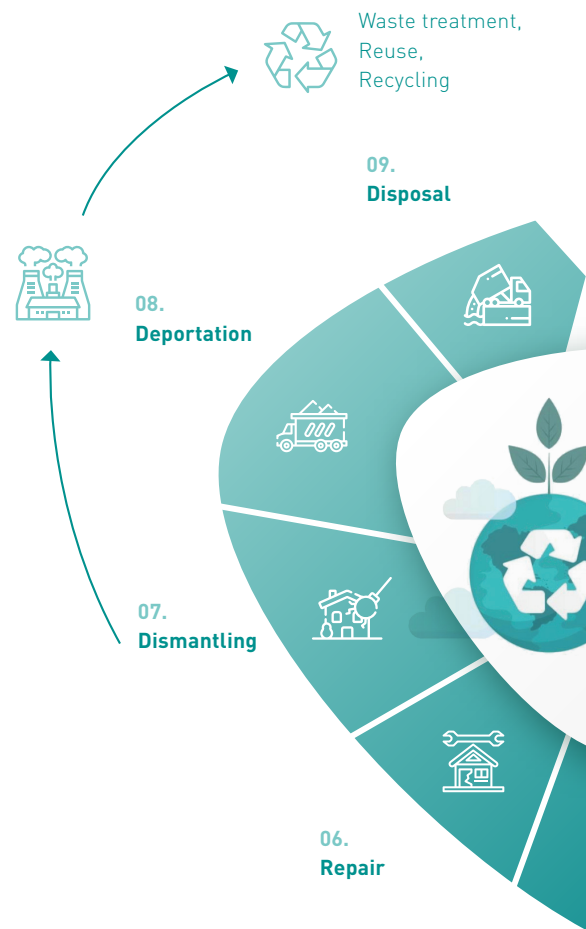 Waste treatment,
Reuse,
Recycling
09.
Disposal
08.
Deportation
07.
Dismantling
06.
Repair